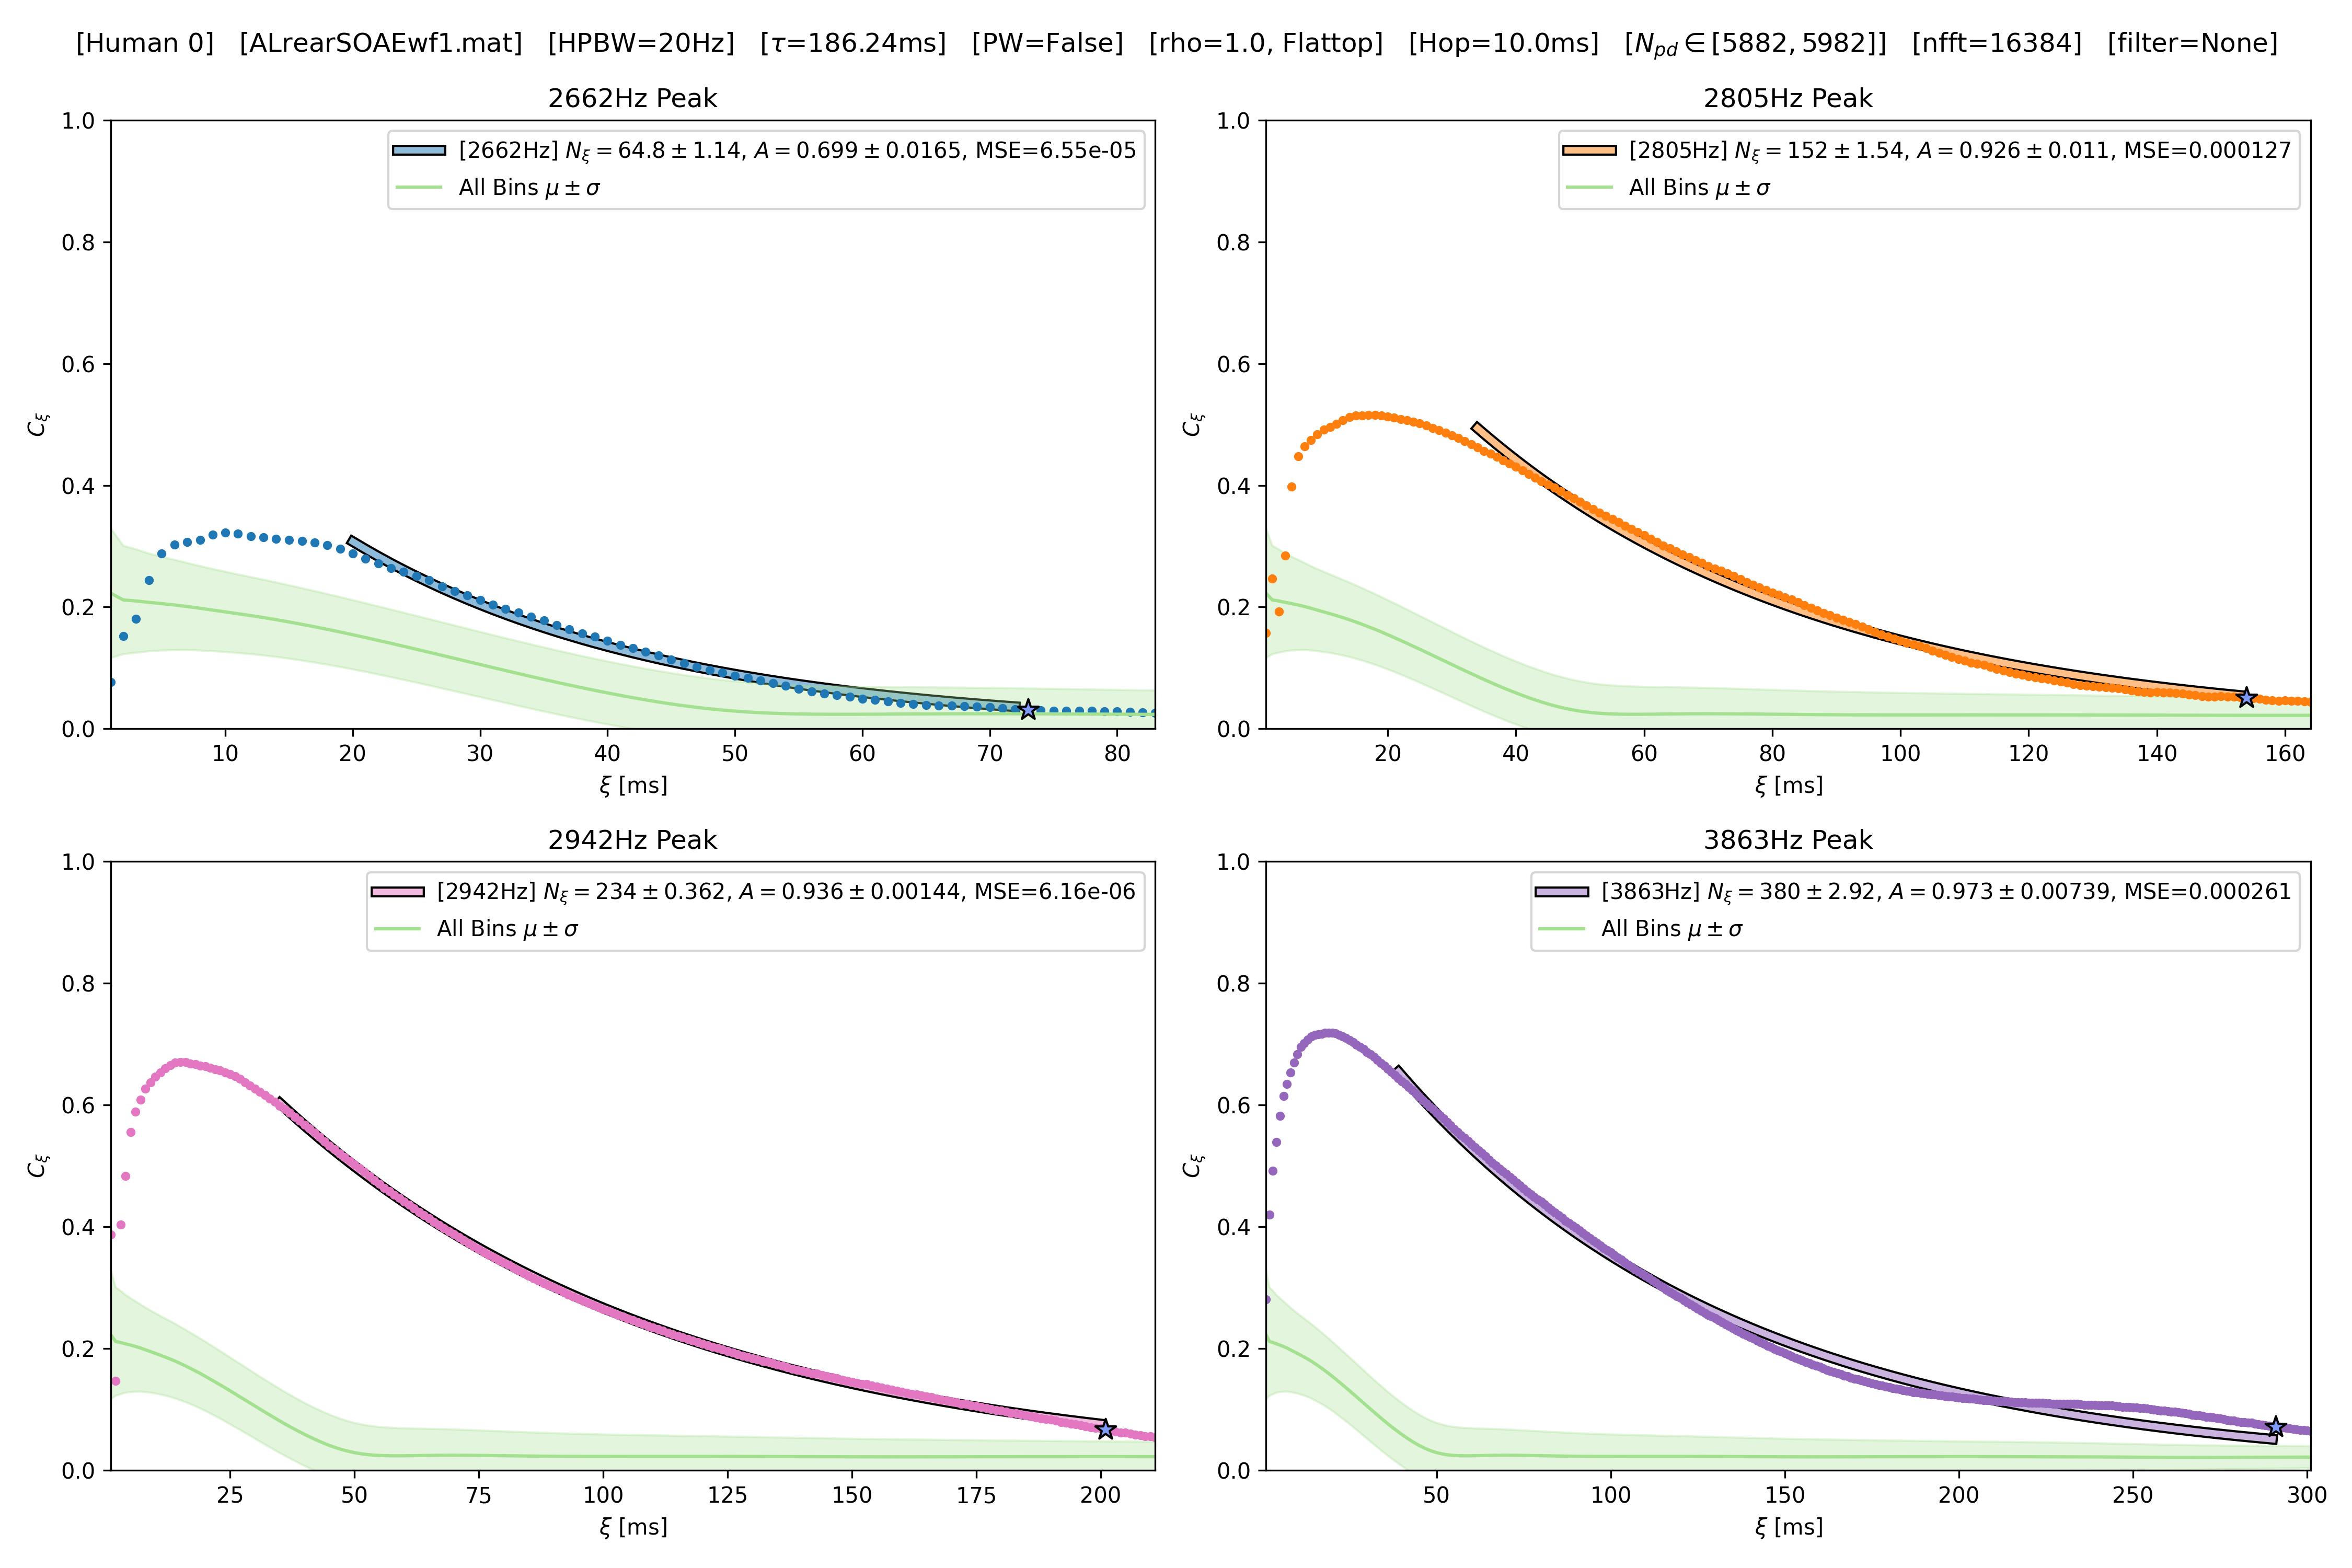 [Human 0] [ALrearSOAEwf1.mat] [HPBW=20Hz] [τ=186.24ms] [PW=False] [rho=1.0, Flattop] [Hop=10.0ms] [N_pd ∈ [5882, 5982]] [nfft=16384] [filter=None]
2662Hz Peak
1.0
0.8
0.6
0.4
0.2
0.0
C_ξ
[2662Hz] N_ξ = 64.8 ± 1.14, A = 0.699 ± 0.0165, MSE=6.55e-05
All Bins μ ± σ
10 20 30 40 50 60 70 80
ξ [ms]
2805Hz Peak
1.0
0.8
0.6
0.4
0.2
0.0
C_ξ
[2805Hz] N_ξ = 152 ± 1.54, A = 0.926 ± 0.011, MSE=0.000127
All Bins μ ± σ
20 40 60 80 100 120 140 160
ξ [ms]
2942Hz Peak
1.0
0.8
0.6
0.4
0.2
0.0
C_ξ
[2942Hz] N_ξ = 234 ± 0.362, A = 0.936 ± 0.00144, MSE=6.16e-06
All Bins μ ± σ
25 50 75 100 125 150 175 200
ξ [ms]
3863Hz Peak
1.0
0.8
0.6
0.4
0.2
0.0
C_ξ
[3863Hz] N_ξ = 380 ± 2.92, A = 0.973 ± 0.00739, MSE=0.000261
All Bins μ ± σ
50 100 150 200 250 300
ξ [ms]